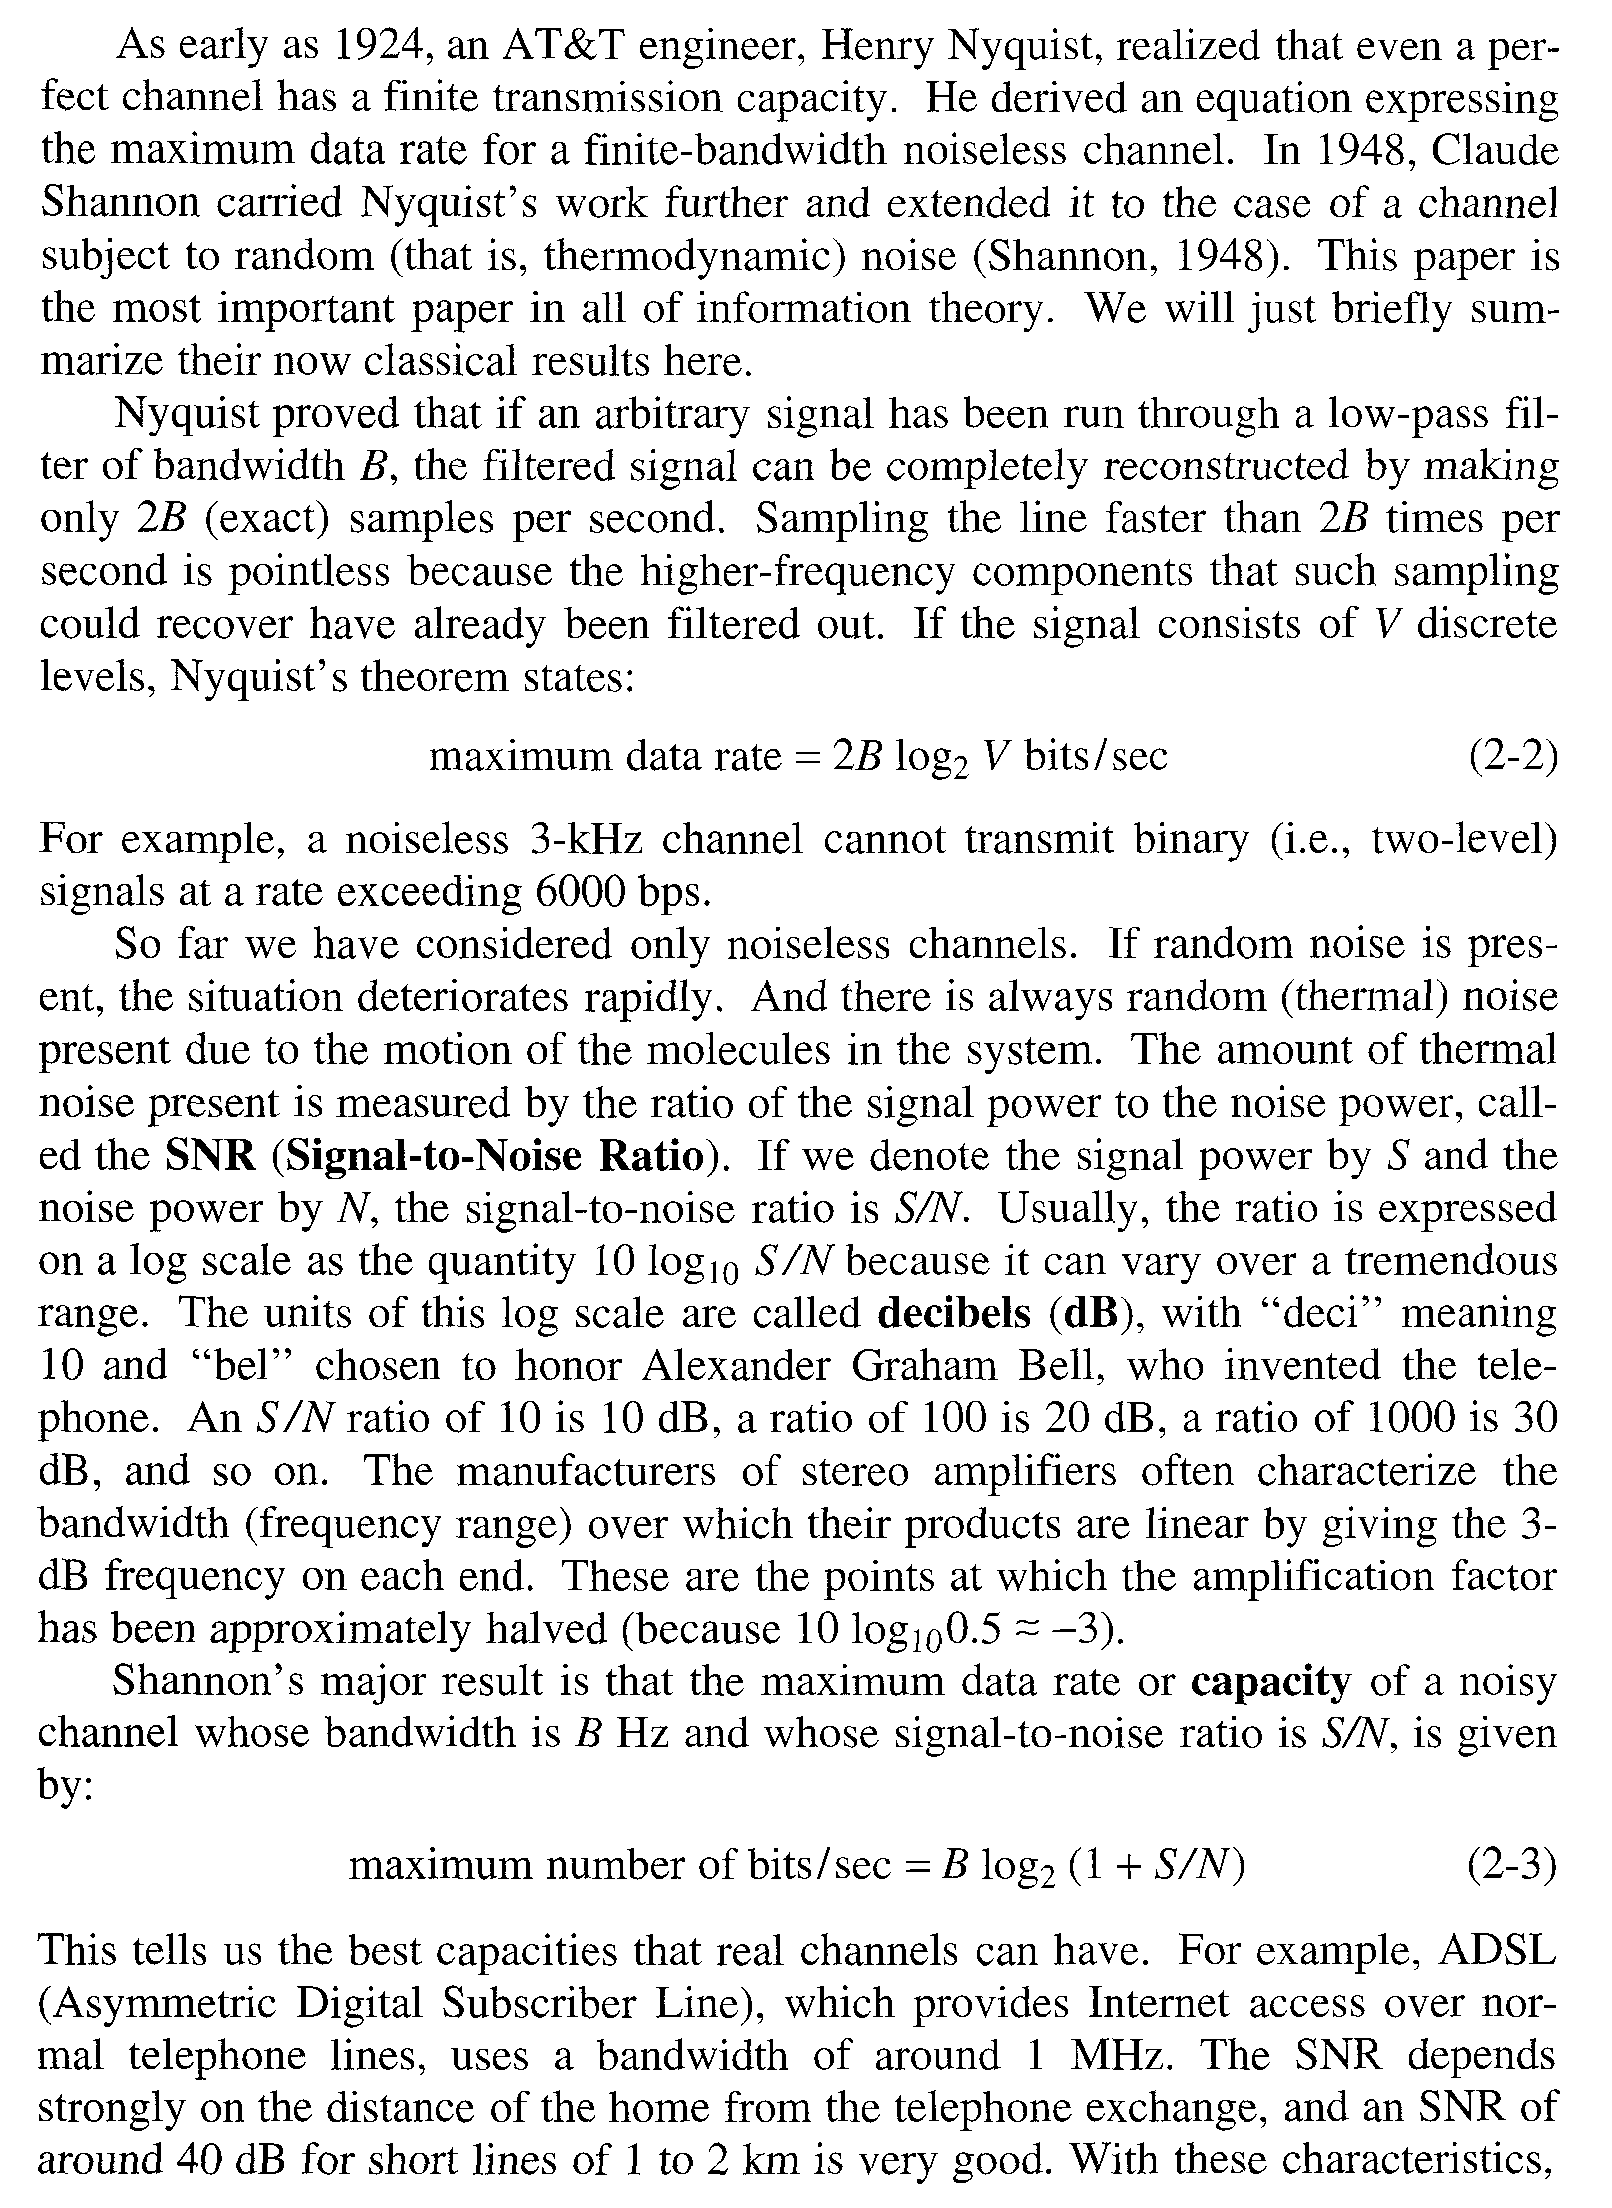 As early as 1924, an AT&T engineer, Henry Nyquist, realized that even a per-
fect channel has a finite transmission capacity. He derived an equation expressing
the maximum data rate for a finite-bandwidth noiseless channel. In 1948, Claude
Shannon carried Nyquist's work further and extended it to the case of a channel
subject to random (that is, thermodynamic) noise (Shannon, 1948). This paper is
the most important paper in all of information theory. We will just briefly sum-
marize their now classical results here.
Nyquist proved that if an arbitrary signal has been run through a low-pass fil-
ter of bandwidth B, the filtered signal can be completely reconstructed by making
only 2B (exact) samples per second. Sampling the line faster than 2B times per
second is pointless because the higher-frequency components that such sampling
could recover have already been filtered out. If the signal consists of V discrete
levels, Nyquist's theorem states:
maximum data rate = 2B log₂ V bits/sec (2-2)
For example, a noiseless 3-kHz channel cannot transmit binary (i.e., two-level)
signals at a rate exceeding 6000 bps.
So far we have considered only noiseless channels. If random noise is pres-
ent, the situation deteriorates rapidly. And there is always random (thermal) noise
present due to the motion of the molecules in the system. The amount of thermal
noise present is measured by the ratio of the signal power to the noise power, call-
ed the SNR (Signal-to-Noise Ratio). If we denote the signal power by S and the
noise power by N, the signal-to-noise ratio is S/N. Usually, the ratio is expressed
on a log scale as the quantity 10 log₁₀ S/N because it can vary over a tremendous
range. The units of this log scale are called decibels (dB), with “deci” meaning
10 and “bel” chosen to honor Alexander Graham Bell, who invented the tele-
phone. An S/N ratio of 10 is 10 dB, a ratio of 100 is 20 dB, a ratio of 1000 is 30
dB, and so on. The manufacturers of stereo amplifiers often characterize the
bandwidth (frequency range) over which their products are linear by giving the 3-
dB frequency on each end. These are the points at which the amplification factor
has been approximately halved (because 10 log₁₀0.5 ≈ −3).
Shannon's major result is that the maximum data rate or capacity of a noisy
channel whose bandwidth is B Hz and whose signal-to-noise ratio is S/N, is given
by:
maximum number of bits/sec = B log₂ (1 + S/N) (2-3)
This tells us the best capacities that real channels can have. For example, ADSL
(Asymmetric Digital Subscriber Line), which provides Internet access over nor-
mal telephone lines, uses a bandwidth of around 1 MHz. The SNR depends
strongly on the distance of the home from the telephone exchange, and an SNR of
around 40 dB for short lines of 1 to 2 km is very good. With these characteristics,